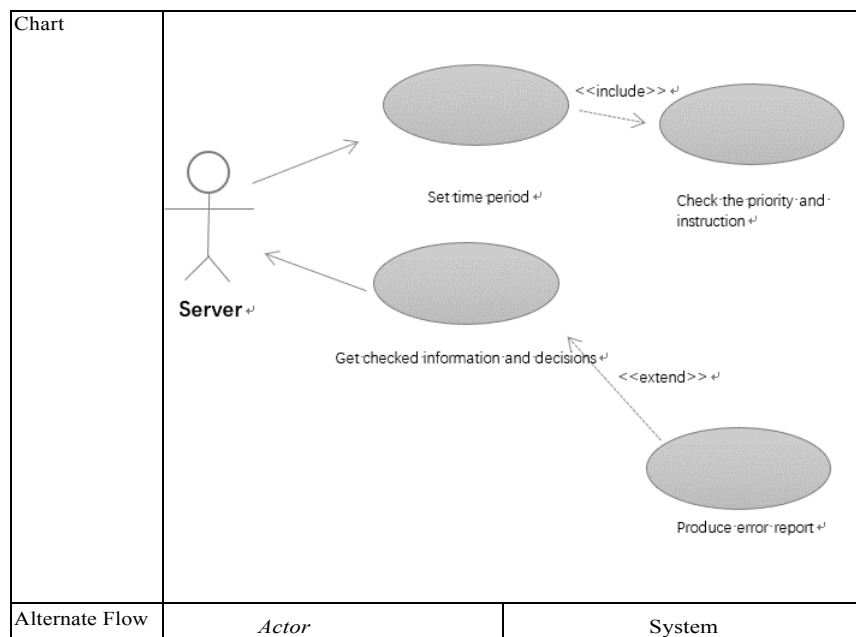 Chart
<<include>>
Set time period
Check the priority and
instruction
Server
Get checked information and decisions
<<extend>>
Produce error report
Alternate Flow
Actor
System